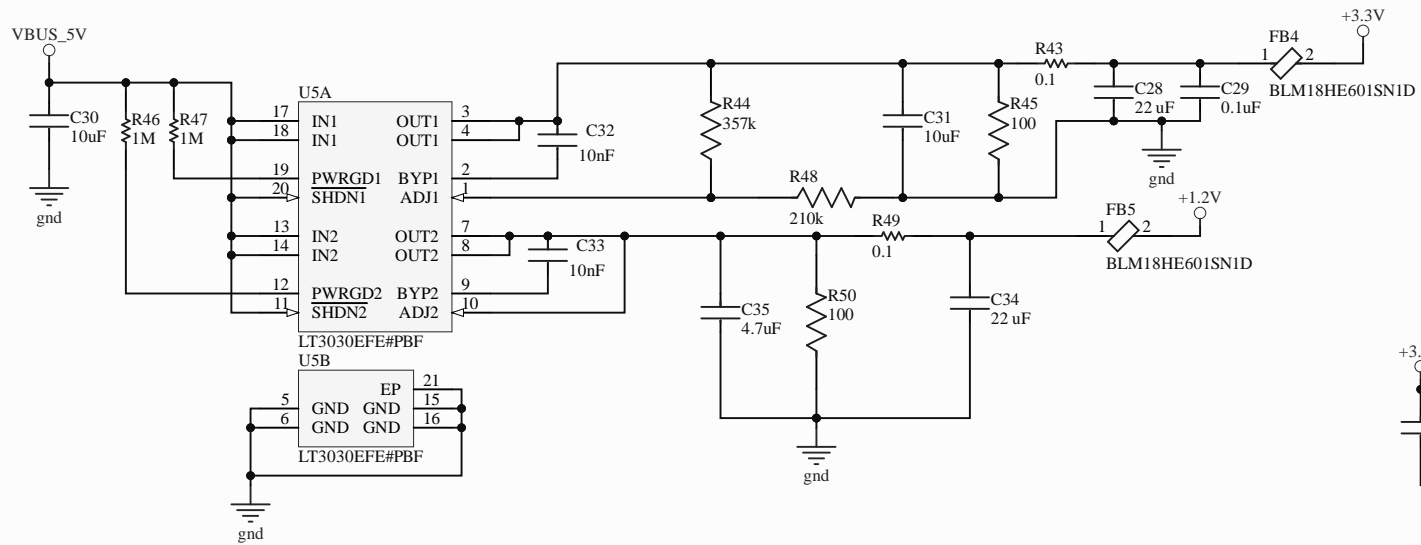 VBUS_5V
+3.3V
R43
0.1
FB4
1 2
BLM18HE601SN1D
C30
10uF
gnd
R46
1M
R47
1M
U5A
17 IN1 OUT1 3
18 IN1 OUT1 4
19 PWRGD1 BYP1 2
20 SHDN1 ADJ1 1
13 IN2 OUT2 7
14 IN2 OUT2 8
12 PWRGD2 BYP2 9
11 SHDN2 ADJ2 10
LT3030EFE#PBF
C32
10nF
R44
357k
C31
10uF
R45
100
C28
22 uF
C29
0.1uF
gnd
R48
210k
+1.2V
R49
0.1
FB5
1 2
BLM18HE601SN1D
C33
10nF
C35
4.7uF
R50
100
C34
22 uF
gnd
U5B
EP 21
5 GND GND 15
6 GND GND 16
LT3030EFE#PBF
gnd
+3.